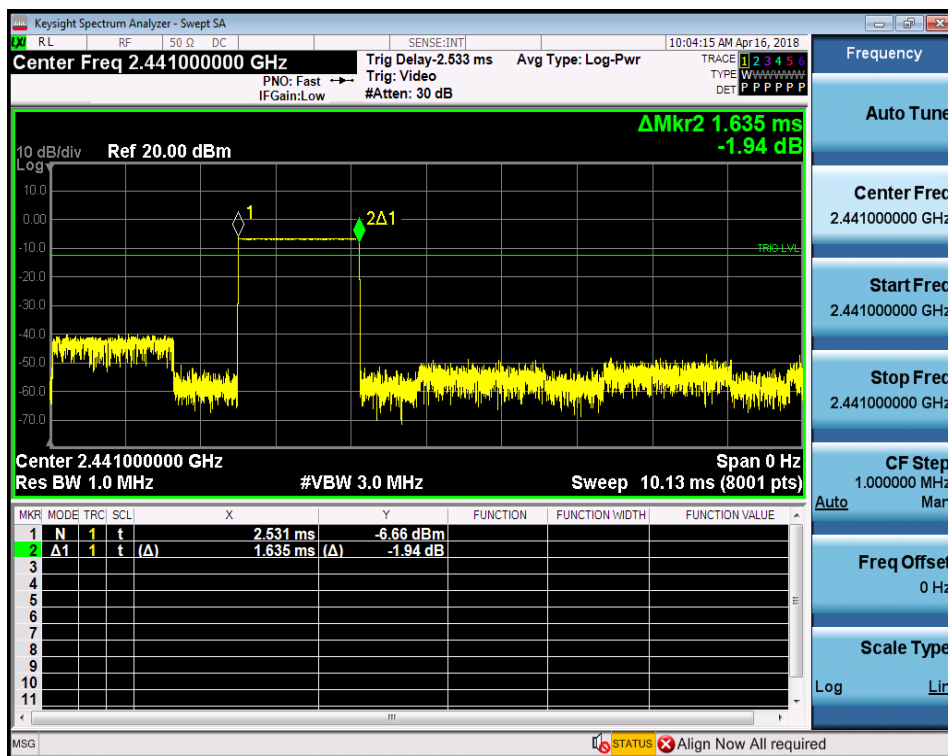 Keysight Spectrum Analyzer - Swept SA
LXI RL RF 50 Ω DC SENSE:INT 10:04:15 AM Apr 16, 2018
Center Freq 2.441000000 GHz
PNO: Fast
IFGain:Low
Trig Delay-2.533 ms
Trig: Video
#Atten: 30 dB
Avg Type: Log-Pwr
TRACE 1 2 3 4 5 6
TYPE WWWWWW
DET P P P P P P
ΔMkr2 1.635 ms
-1.94 dB
10 dB/div Ref 20.00 dBm
Log
10.0
0.00
-10.0
-20.0
-30.0
-40.0
-50.0
-60.0
-70.0
1
2Δ1
TRIG LVL
Center 2.441000000 GHz Span 0 Hz
Res BW 1.0 MHz #VBW 3.0 MHz Sweep 10.13 ms (8001 pts)
MKR MODE TRC SCL X Y FUNCTION FUNCTION WIDTH FUNCTION VALUE
1 N 1 t 2.531 ms -6.66 dBm
2 Δ1 1 t (Δ) 1.635 ms (Δ) -1.94 dB
3
4
5
6
7
8
9
10
11
MSG STATUS Align Now All required
Frequency
Auto Tune
Center Freq
2.441000000 GHz
Start Freq
2.441000000 GHz
Stop Freq
2.441000000 GHz
CF Step
1.000000 MHz
Auto Man
Freq Offset
0 Hz
Scale Type
Log Lin